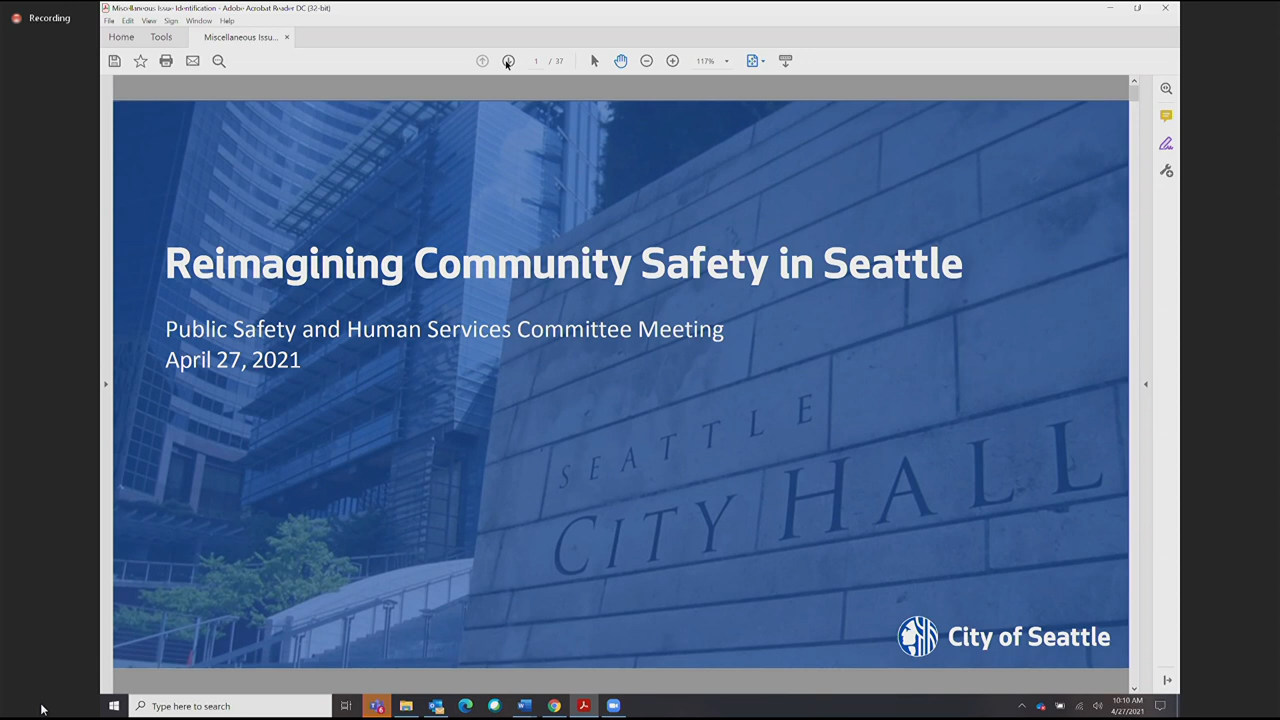 Recording
Miscellaneous Issue Identification - Adobe Acrobat Reader DC (32-bit)
File Edit View Sign Window Help
Home Tools Miscellaneous Issu... ×
1 / 37 117%
Reimagining Community Safety in Seattle
Public Safety and Human Services Committee Meeting
April 27, 2021
SEATTLE
CITY HALL
City of Seattle
Type here to search
10:10 AM
4/27/2021